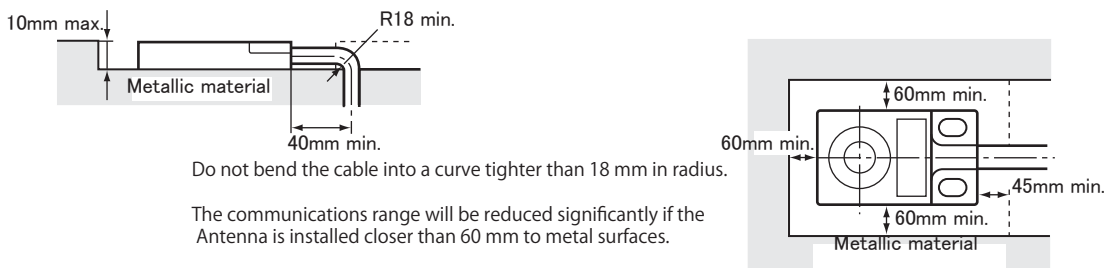 10mm max.
R18 min.
Metallic material
40mm min.
Do not bend the cable into a curve tighter than 18 mm in radius.
The communications range will be reduced significantly if the
Antenna is installed closer than 60 mm to metal surfaces.
60mm min.
60mm min.
45mm min.
60mm min.
Metallic material